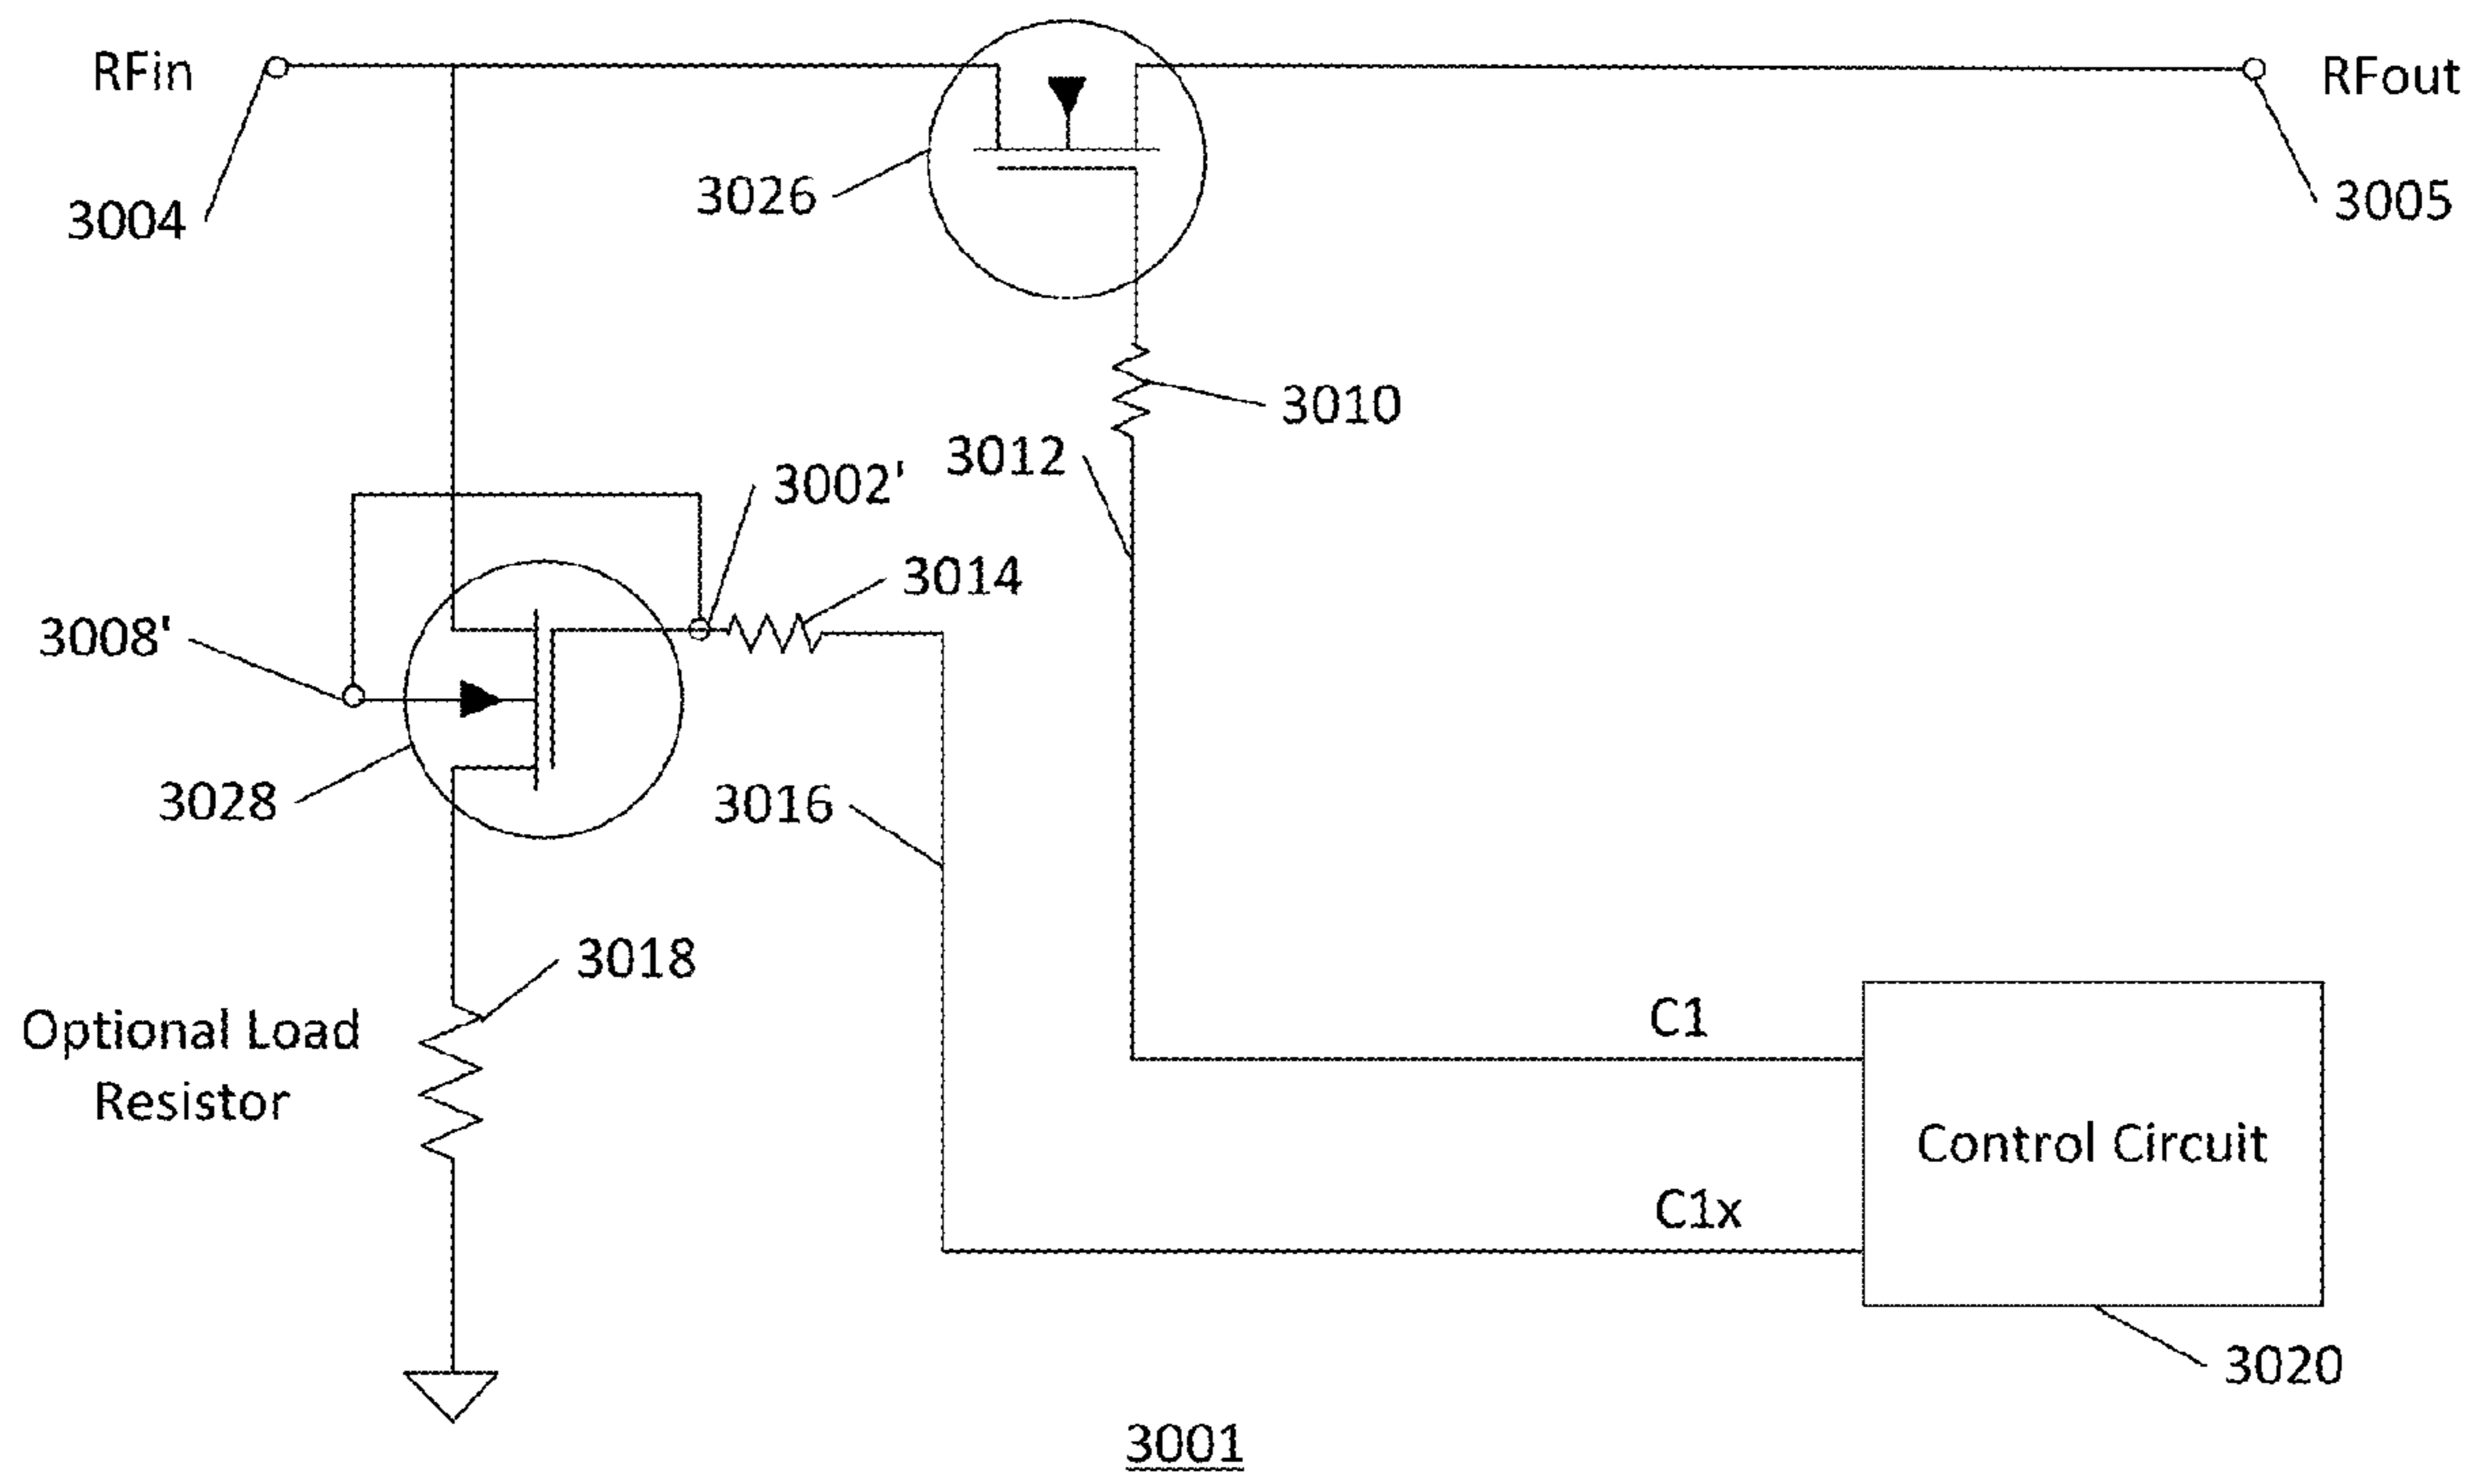 RFin
RFout
3004
3026
3005
3010
3012
3002'
3014
3008'
3028
3016
3018
Optional Load
Resistor
C1
Control Circuit
C1x
3020
3001